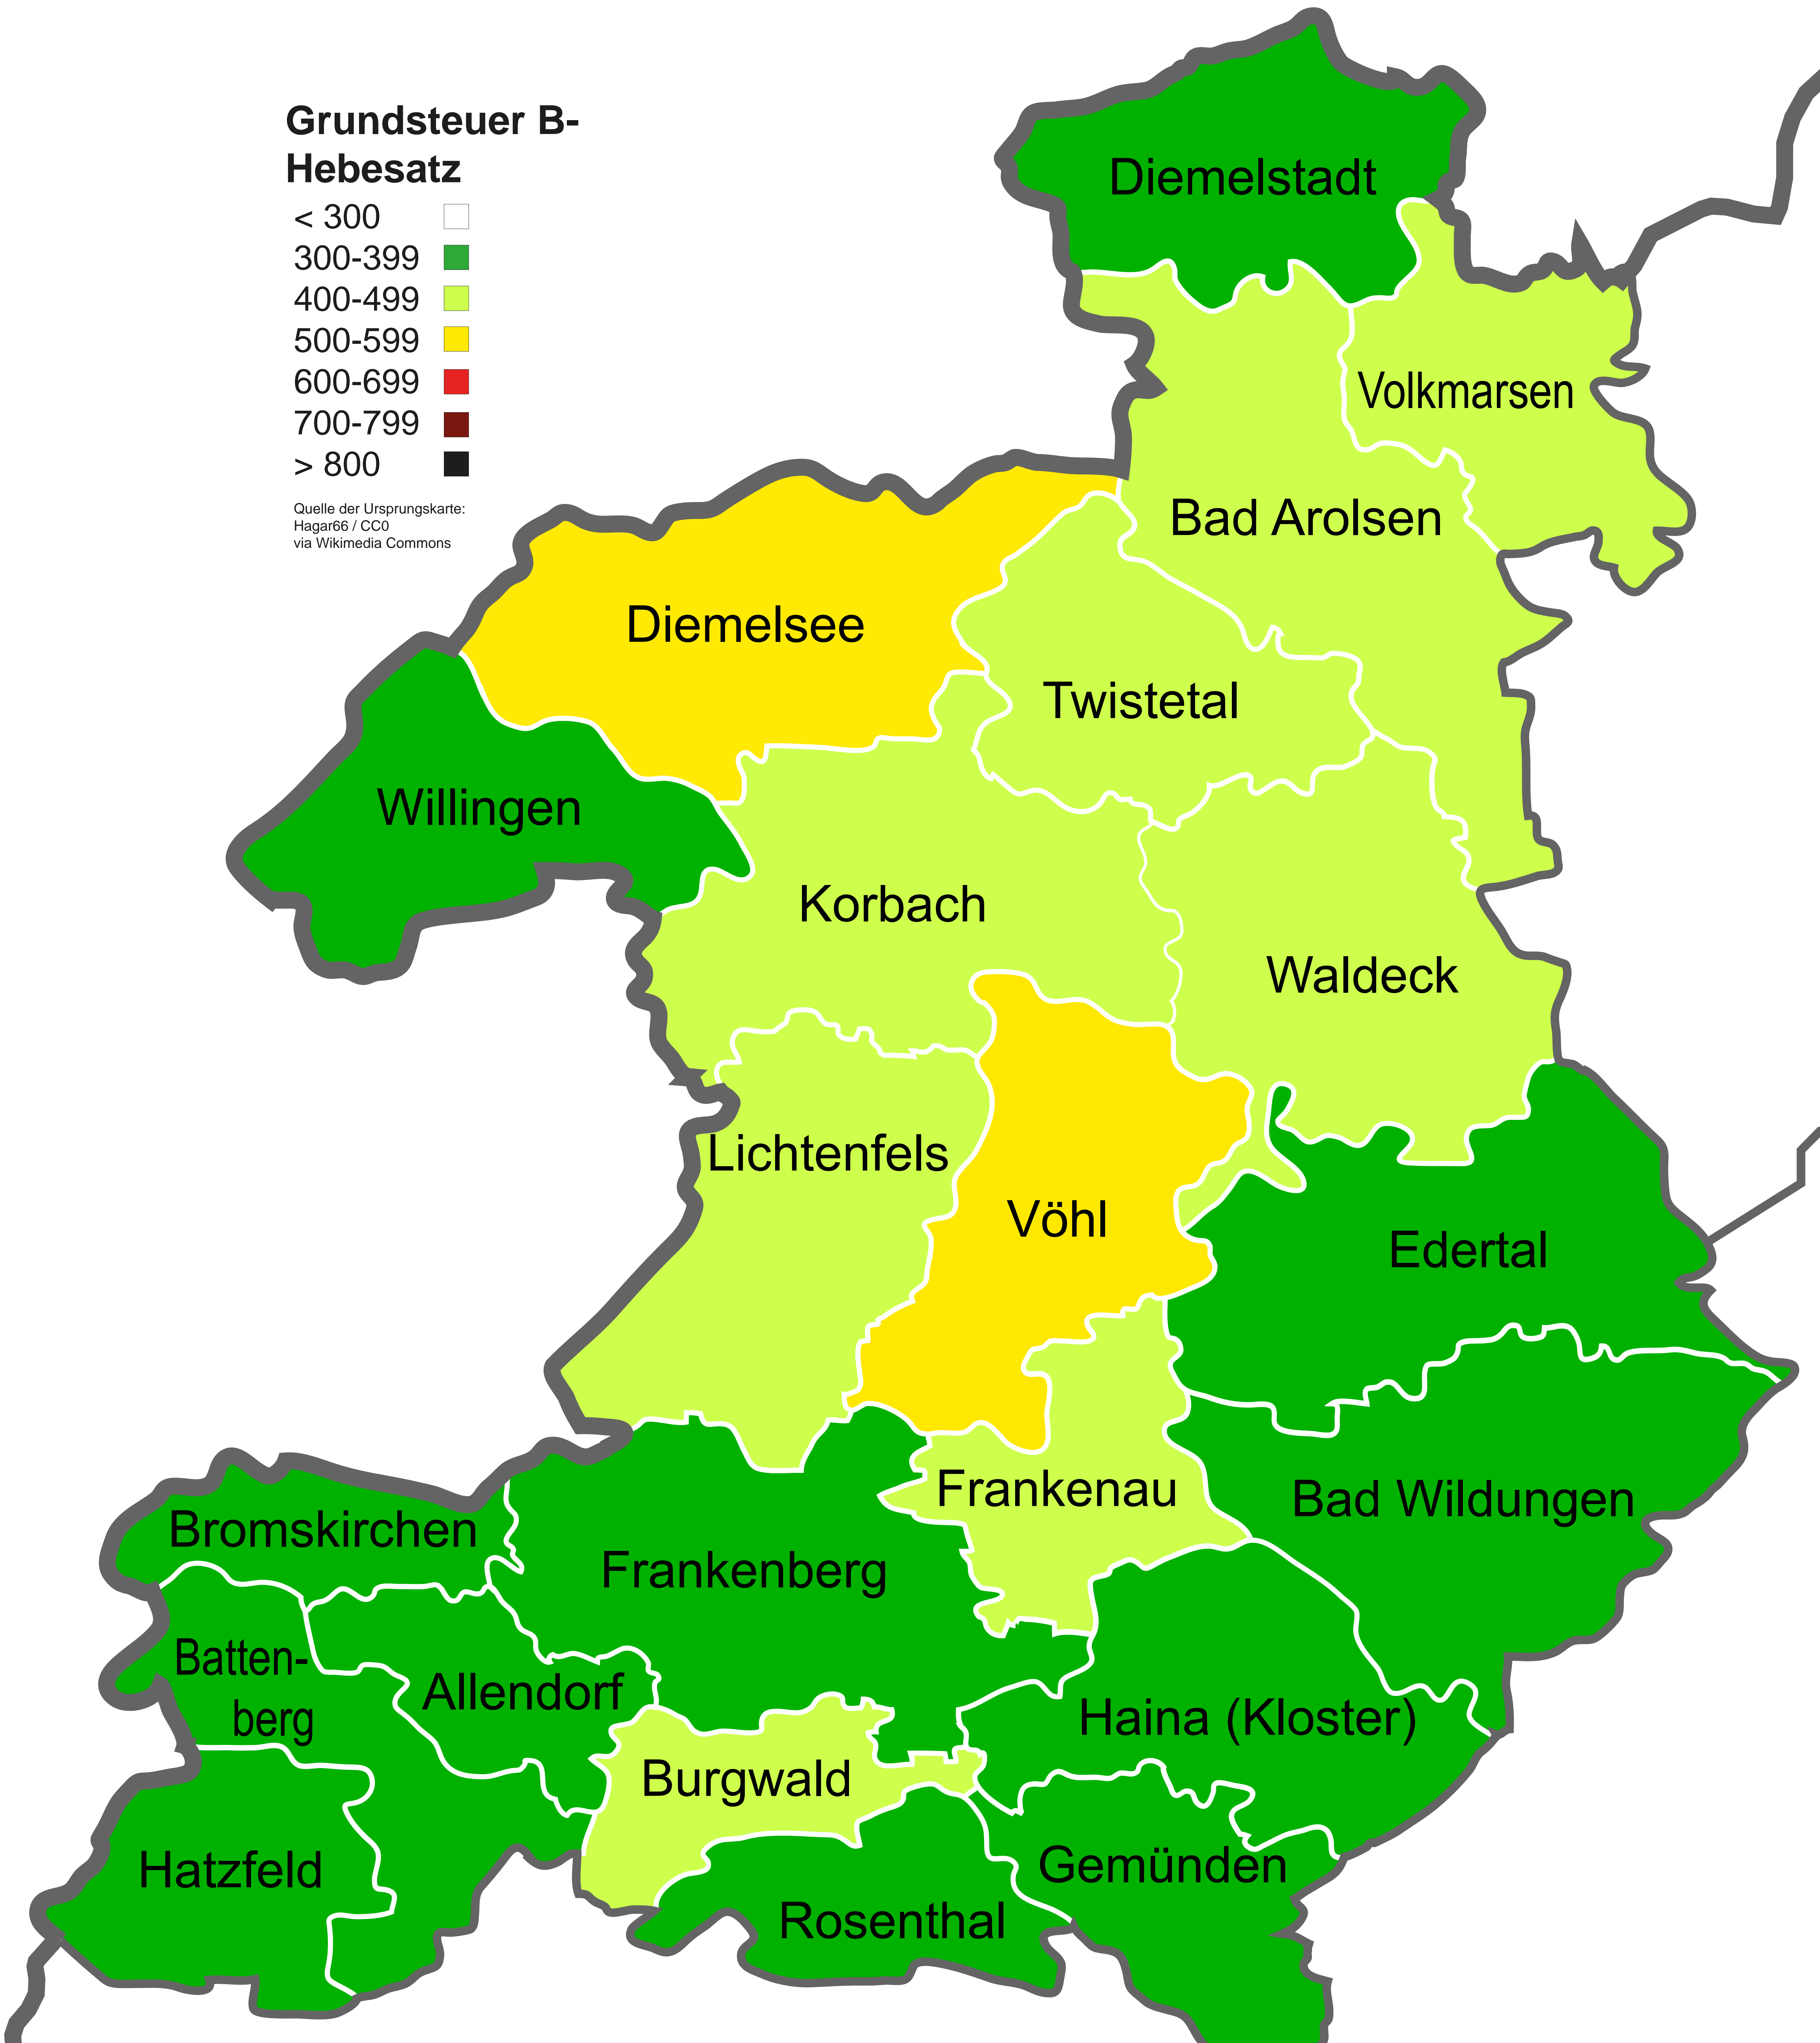 Grundsteuer B-
Hebesatz
< 300
300-399
400-499
500-599
600-699
700-799
> 800
Quelle der Ursprungskarte:
Hagar66 / CC0
via Wikimedia Commons
Diemelstadt
Volkmarsen
Bad Arolsen
Diemelsee
Twistetal
Willingen
Korbach
Waldeck
Lichtenfels
Vöhl
Edertal
Frankenau
Bad Wildungen
Bromskirchen
Frankenberg
Batten-
berg
Allendorf
Haina (Kloster)
Burgwald
Hatzfeld
Gemünden
Rosenthal